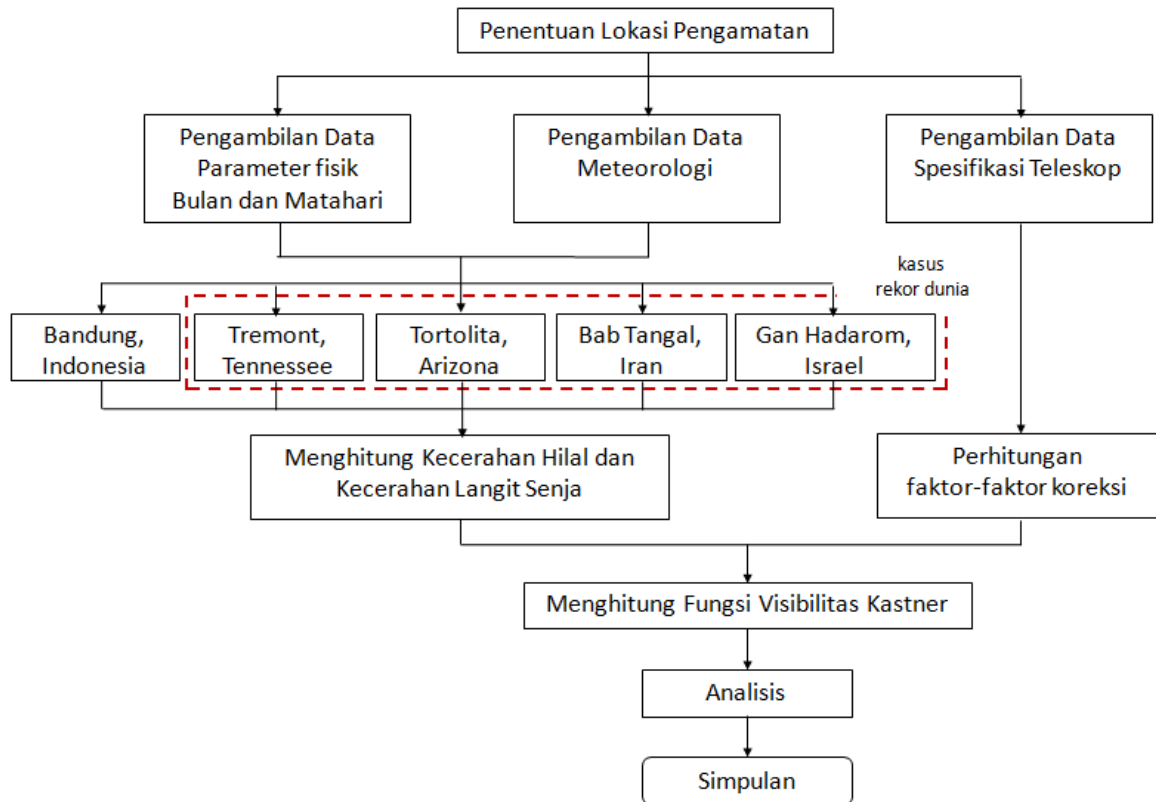 Penentuan Lokasi Pengamatan
Pengambilan Data
Parameter fisik
Bulan dan Matahari
Pengambilan Data
Meteorologi
Pengambilan Data
Spesifikasi Teleskop
kasus
rekor dunia
Bandung,
Indonesia
Tremont,
Tennessee
Tortolita,
Arizona
Bab Tangal,
Iran
Gan Hadarom,
Israel
Menghitung Kecerahan Hilal dan
Kecerahan Langit Senja
Perhitungan
faktor-faktor koreksi
Menghitung Fungsi Visibilitas Kastner
Analisis
Simpulan